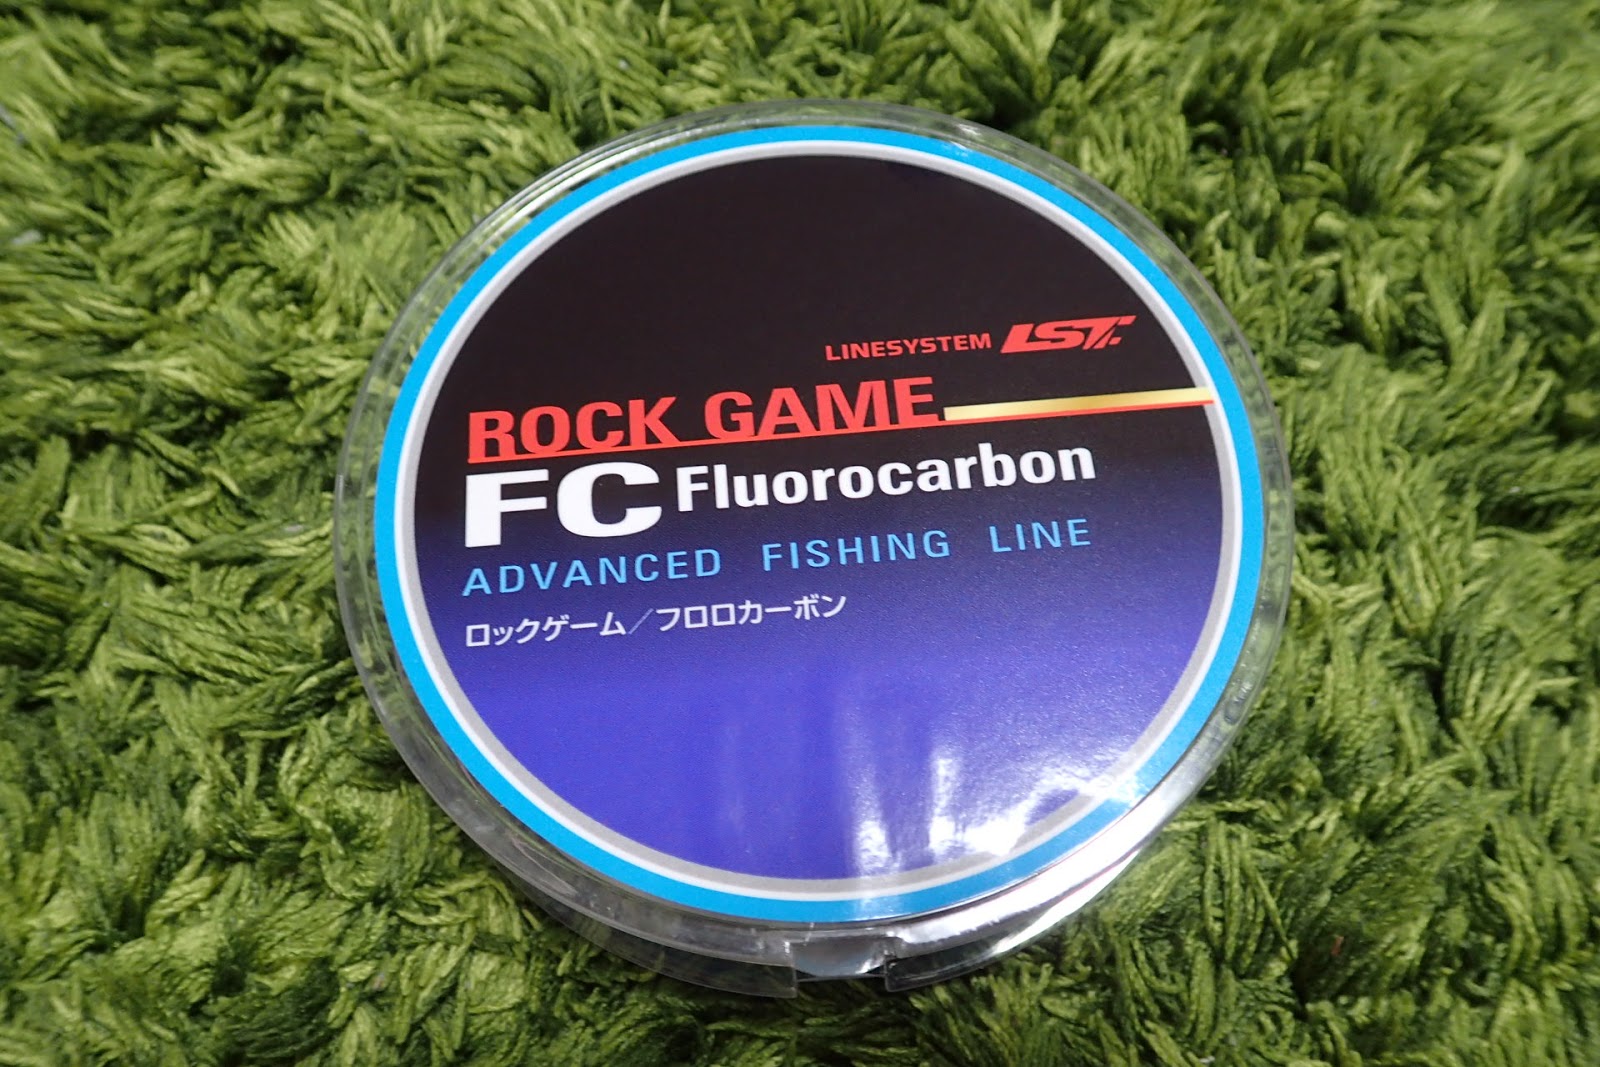 LINESYSTEM LST
ROCK GAME
FC Fluorocarbon
ADVANCED FISHING LINE
ロックゲーム／フロロカーボン